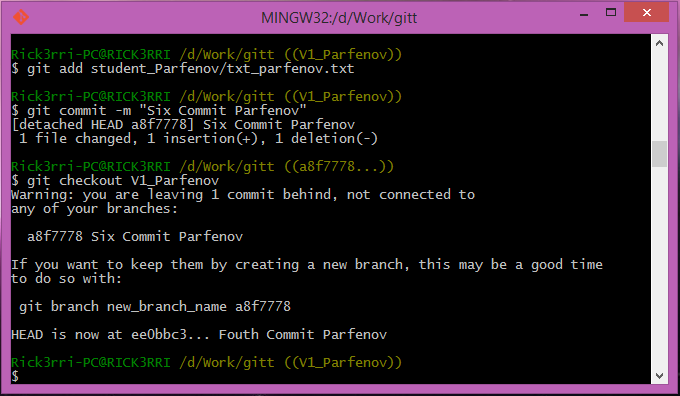 MINGW32:/d/Work/gitt
Rick3rri-PC@RICK3RRI /d/Work/gitt ((V1_Parfenov))
$ git add student_Parfenov/txt_parfenov.txt
Rick3rri-PC@RICK3RRI /d/Work/gitt ((V1_Parfenov))
$ git commit -m "Six Commit Parfenov"
[detached HEAD a8f7778] Six Commit Parfenov
 1 file changed, 1 insertion(+), 1 deletion(-)
Rick3rri-PC@RICK3RRI /d/Work/gitt ((a8f7778...))
$ git checkout V1_Parfenov
Warning: you are leaving 1 commit behind, not connected to
any of your branches:
  a8f7778 Six Commit Parfenov
If you want to keep them by creating a new branch, this may be a good time
to do so with:
 git branch new_branch_name a8f7778
HEAD is now at ee0bbc3... Fouth Commit Parfenov
Rick3rri-PC@RICK3RRI /d/Work/gitt ((V1_Parfenov))
$